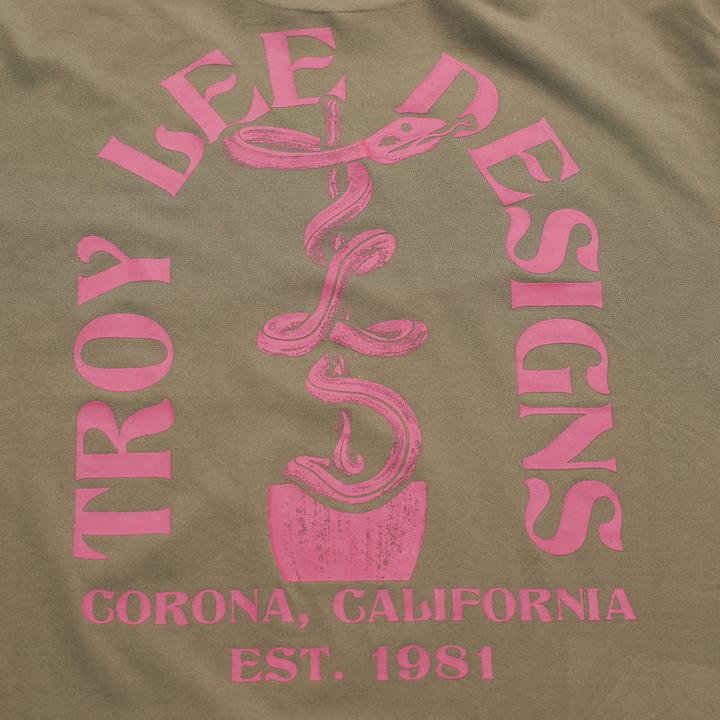 TROY LEE DESIGNS
CORONA, CALIFORNIA
EST. 1981